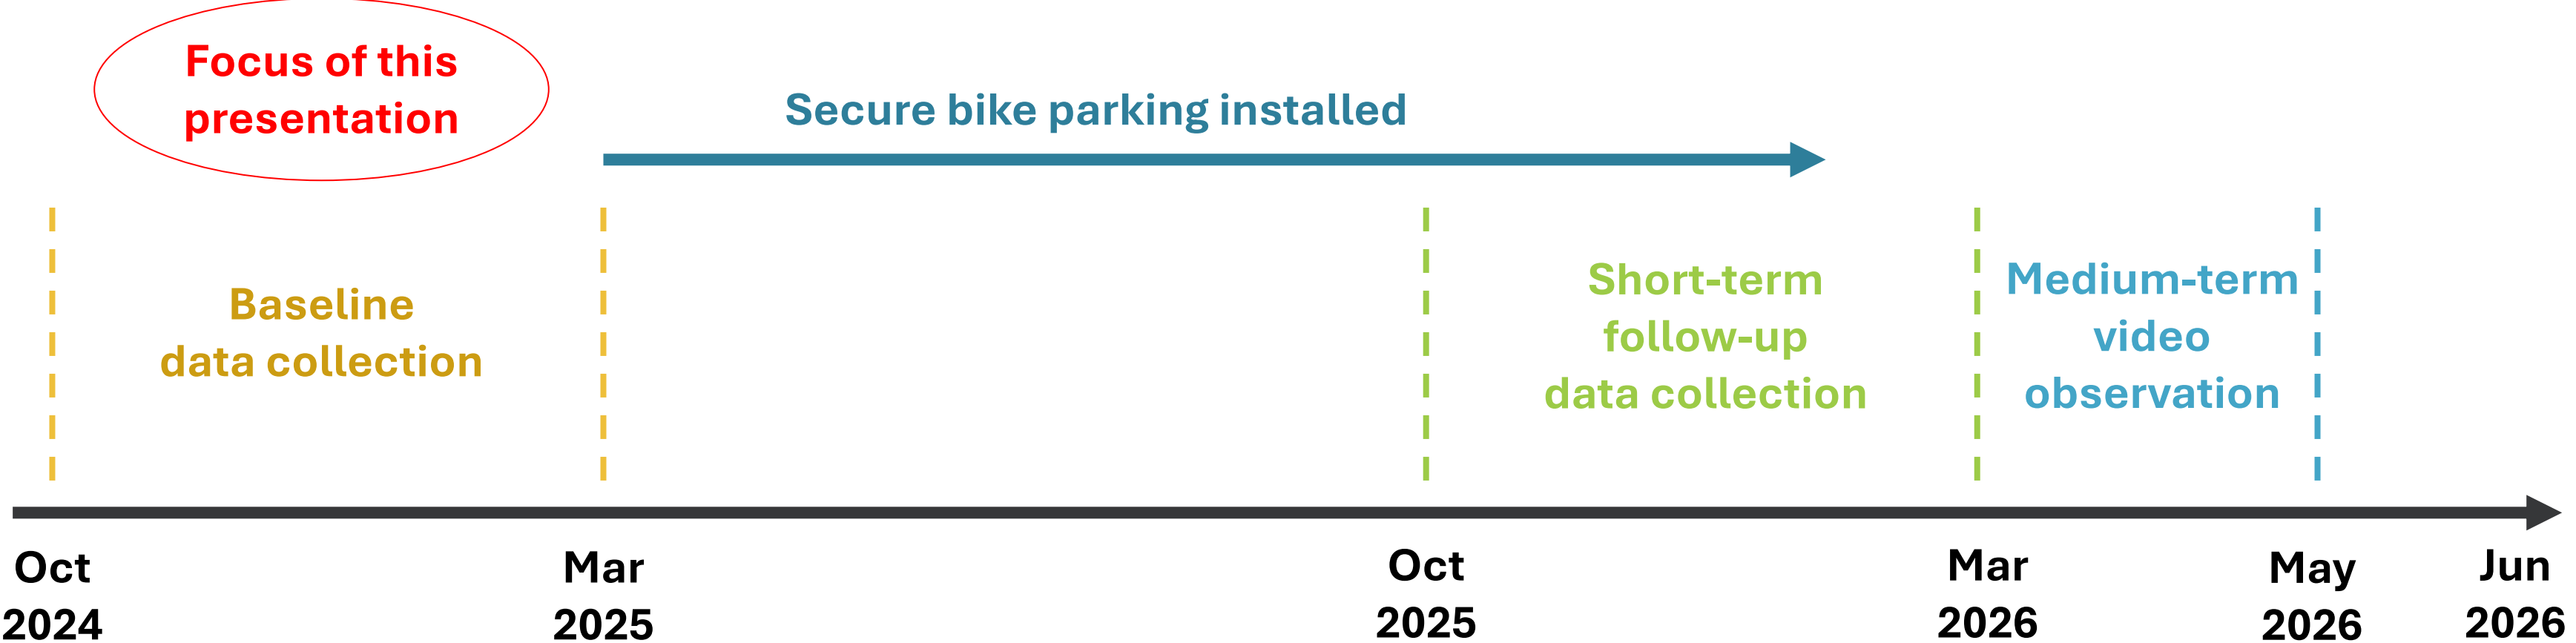 Focus of this
presentation
Secure bike parking installed
Baseline
data collection
Short-term
follow-up
data collection
Medium-term
video
observation
Oct
2024
Mar
2025
Oct
2025
Mar
2026
May
2026
Jun
2026